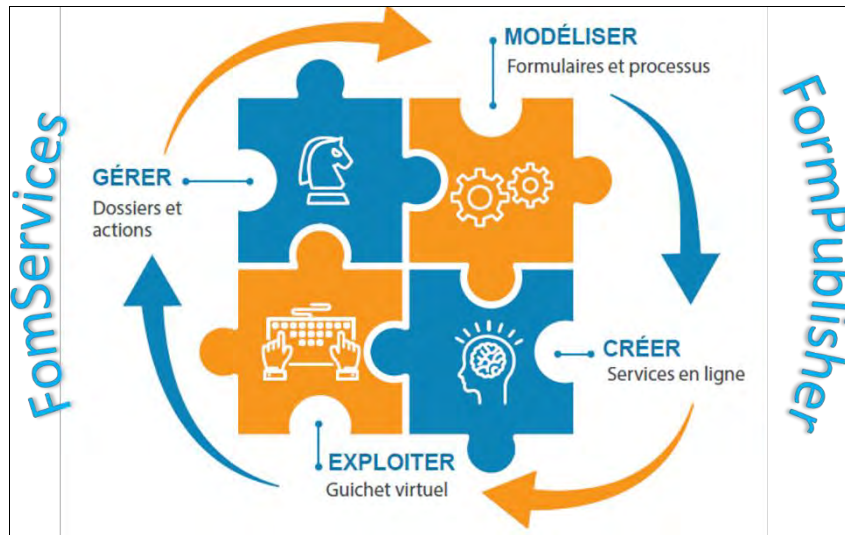 MODÉLISER
Formulaires et processus
FomServices
FormPublisher
GÉRER
Dossiers et
actions
CRÉER
Services en ligne
EXPLOITER
Guichet virtuel